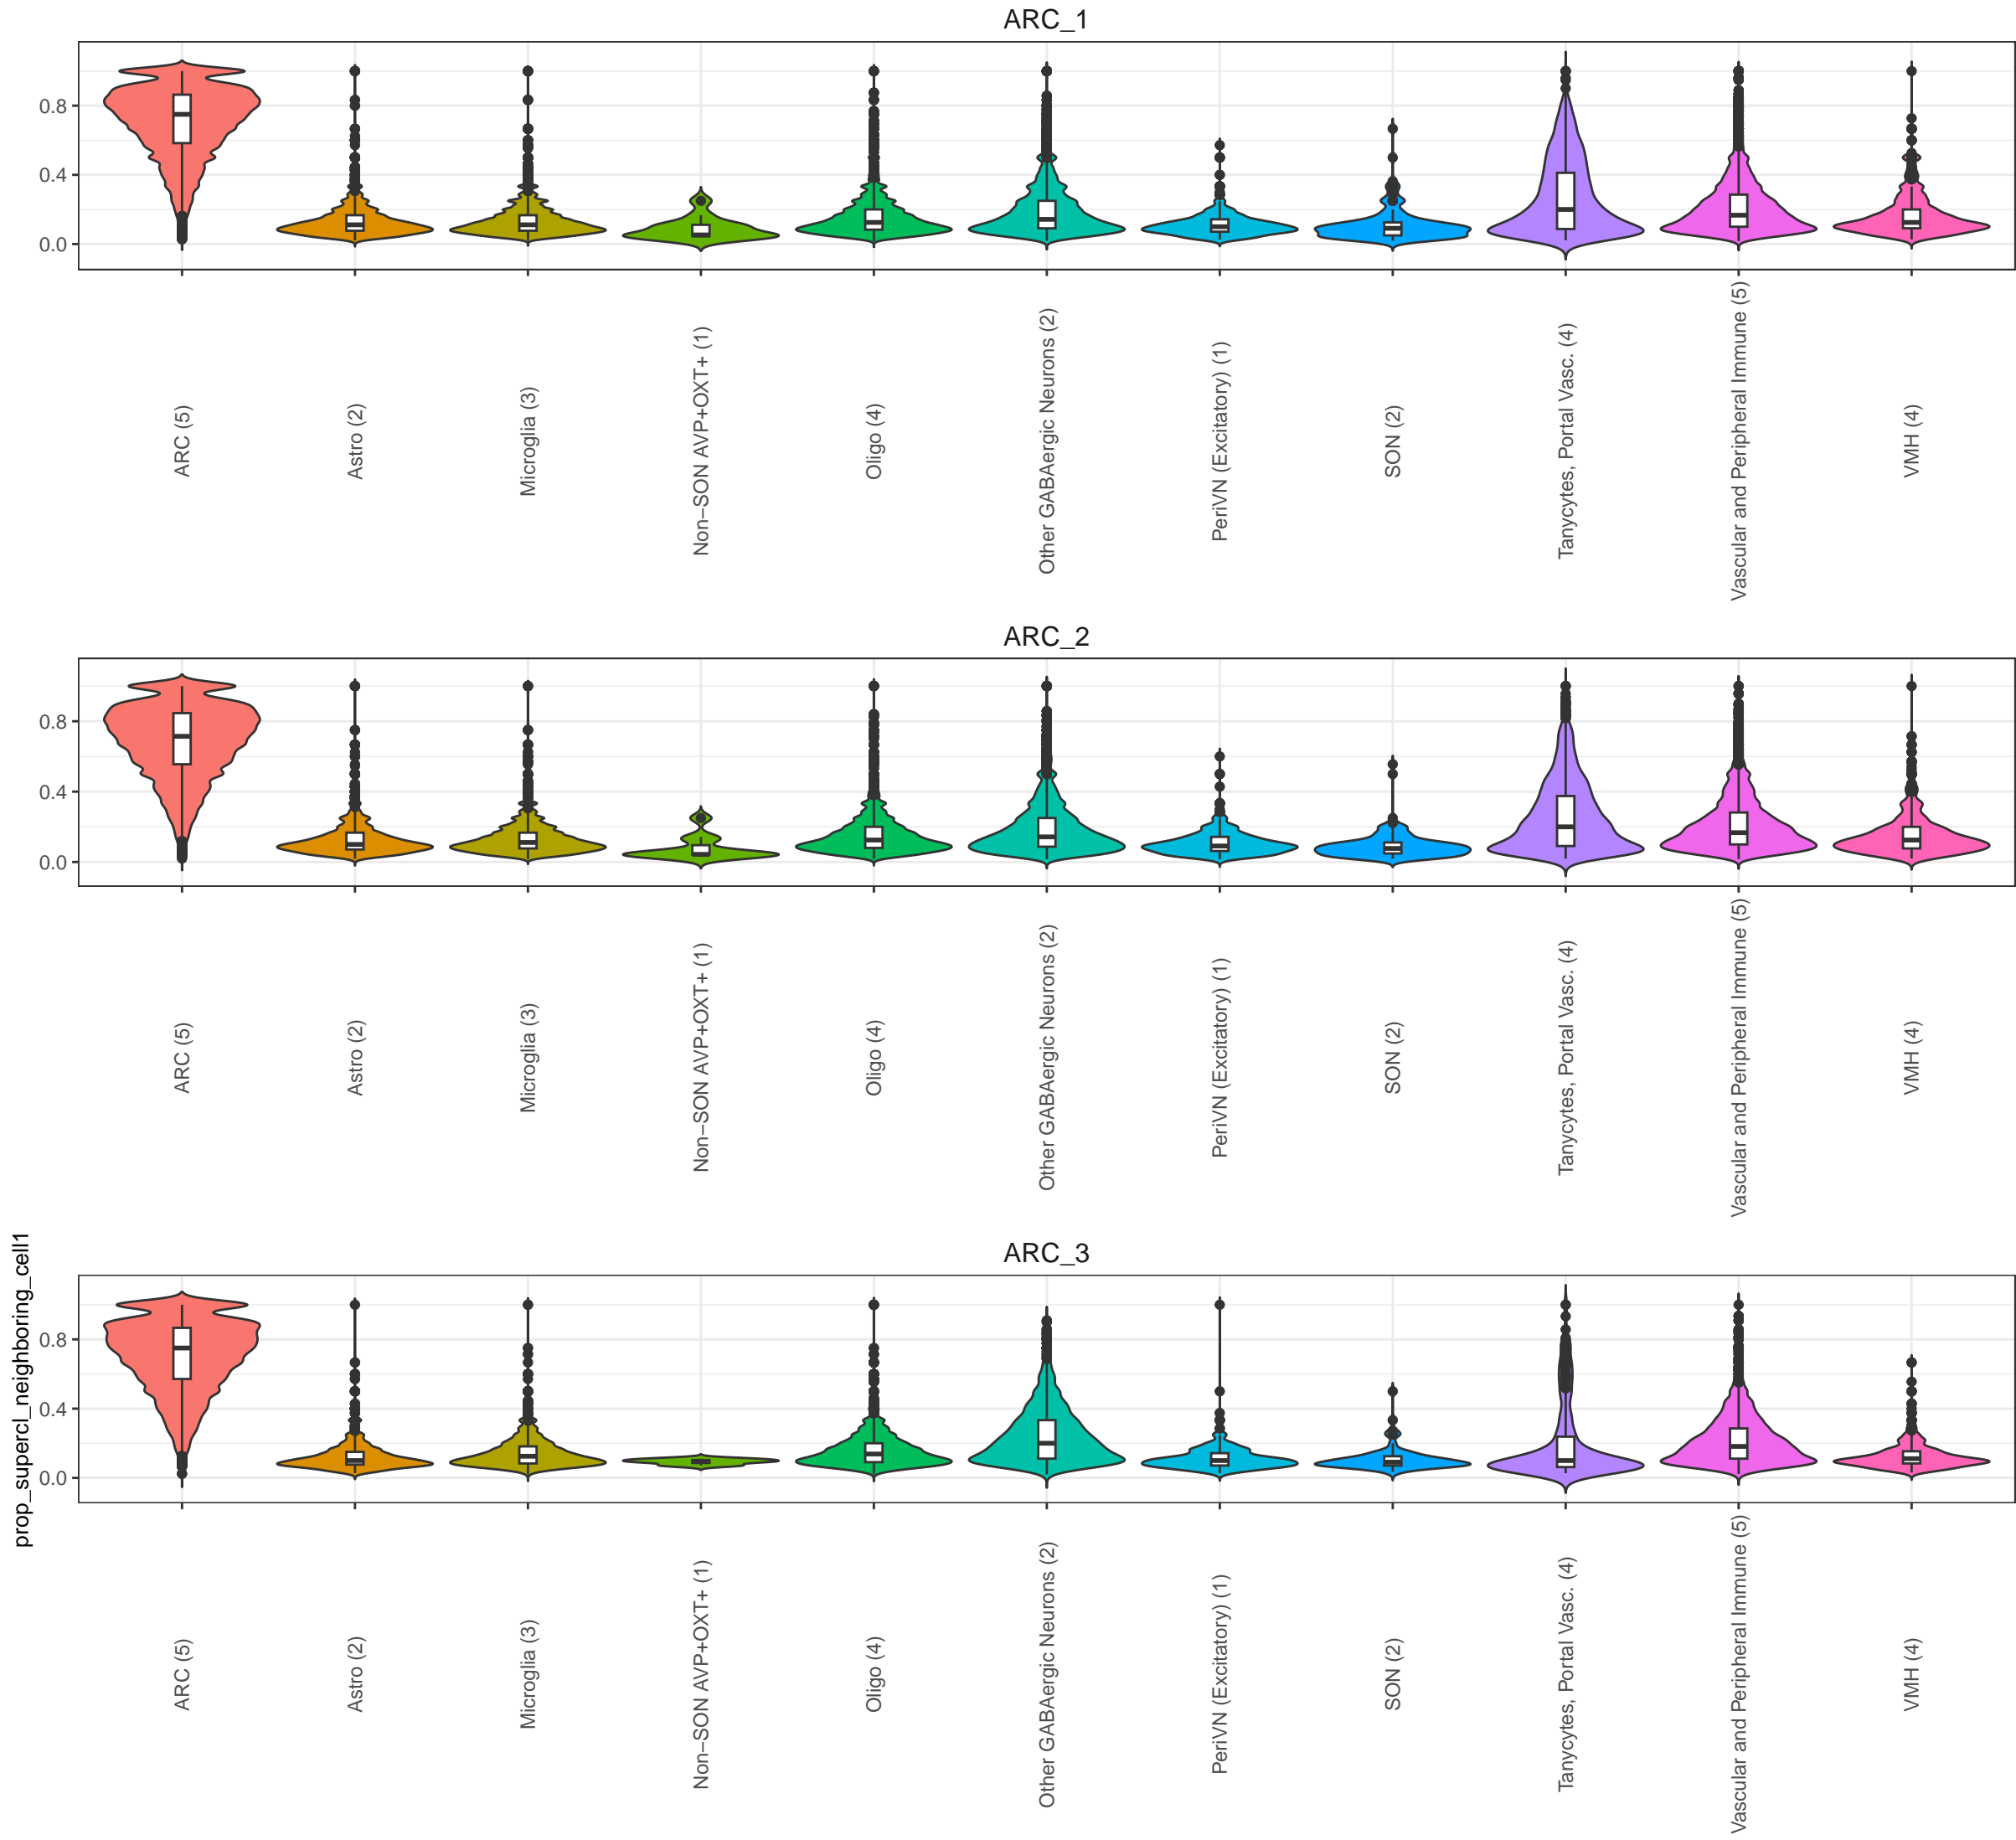 ARC_1
0.8
0.4
0.0
ARC (5)
Astro (2)
Microglia (3)
Non−SON AVP+OXT+ (1)
Oligo (4)
Other GABAergic Neurons (2)
PeriVN (Excitatory) (1)
SON (2)
Tanycytes, Portal Vasc. (4)
Vascular and Peripheral Immune (5)
VMH (4)
ARC_2
0.8
0.4
0.0
ARC (5)
Astro (2)
Microglia (3)
Non−SON AVP+OXT+ (1)
Oligo (4)
Other GABAergic Neurons (2)
PeriVN (Excitatory) (1)
SON (2)
Tanycytes, Portal Vasc. (4)
Vascular and Peripheral Immune (5)
VMH (4)
prop_supercl_neighboring_cell1
ARC_3
0.8
0.4
0.0
ARC (5)
Astro (2)
Microglia (3)
Non−SON AVP+OXT+ (1)
Oligo (4)
Other GABAergic Neurons (2)
PeriVN (Excitatory) (1)
SON (2)
Tanycytes, Portal Vasc. (4)
Vascular and Peripheral Immune (5)
VMH (4)